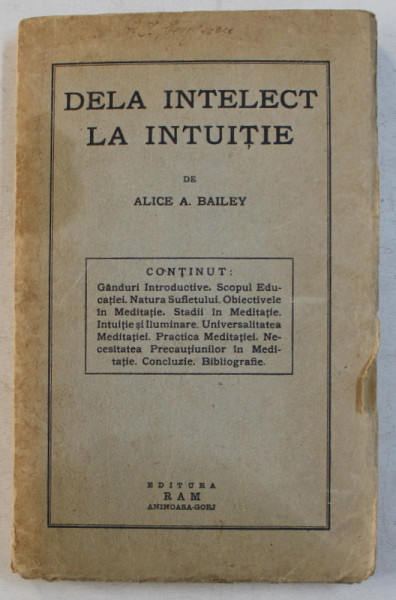 DELA INTELECT
LA INTUIȚIE
DE
ALICE A. BAILEY
CONȚINUT:
Gânduri Introductive. Scopul Edu-
cației. Natura Sufletului. Obiectivele
în Meditație. Stadii în Meditație.
Intuiție și Iluminare. Universalitatea
Meditației. Practica Meditației. Ne-
cesitatea Precauțiunilor în Medi-
tație. Concluzie. Bibliografie.
EDITURA
RAM
ANINOASA-GORJ